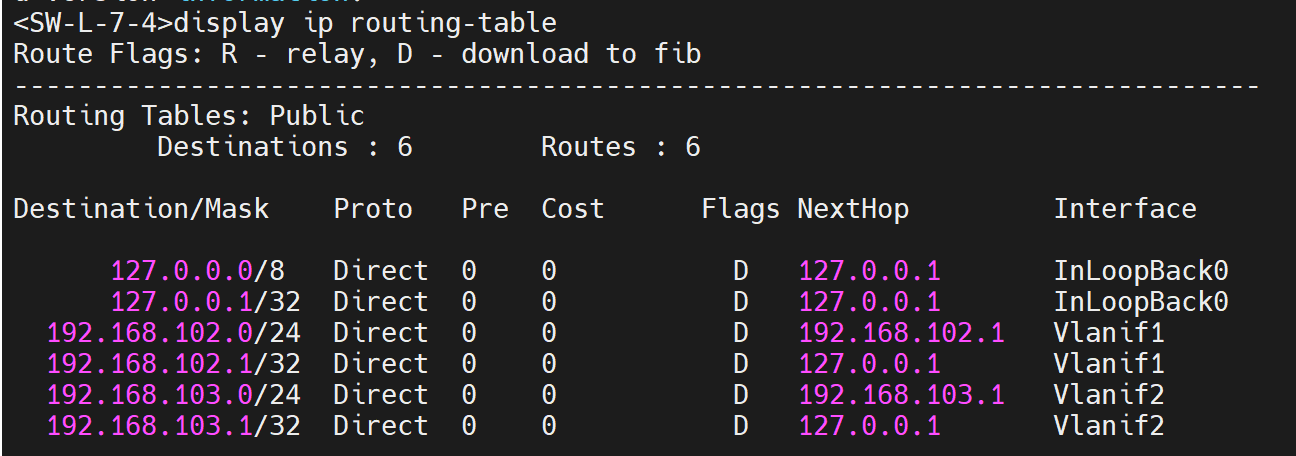 <SW-L-7-4>display ip routing-table
Route Flags: R - relay, D - download to fib
------------------------------------------------------------------------------
Routing Tables: Public
         Destinations : 6        Routes : 6

Destination/Mask    Proto   Pre  Cost      Flags NextHop         Interface

      127.0.0.0/8   Direct  0    0           D   127.0.0.1       InLoopBack0
      127.0.0.1/32  Direct  0    0           D   127.0.0.1       InLoopBack0
  192.168.102.0/24  Direct  0    0           D   192.168.102.1   Vlanif1
  192.168.102.1/32  Direct  0    0           D   127.0.0.1       Vlanif1
  192.168.103.0/24  Direct  0    0           D   192.168.103.1   Vlanif2
  192.168.103.1/32  Direct  0    0           D   127.0.0.1       Vlanif2